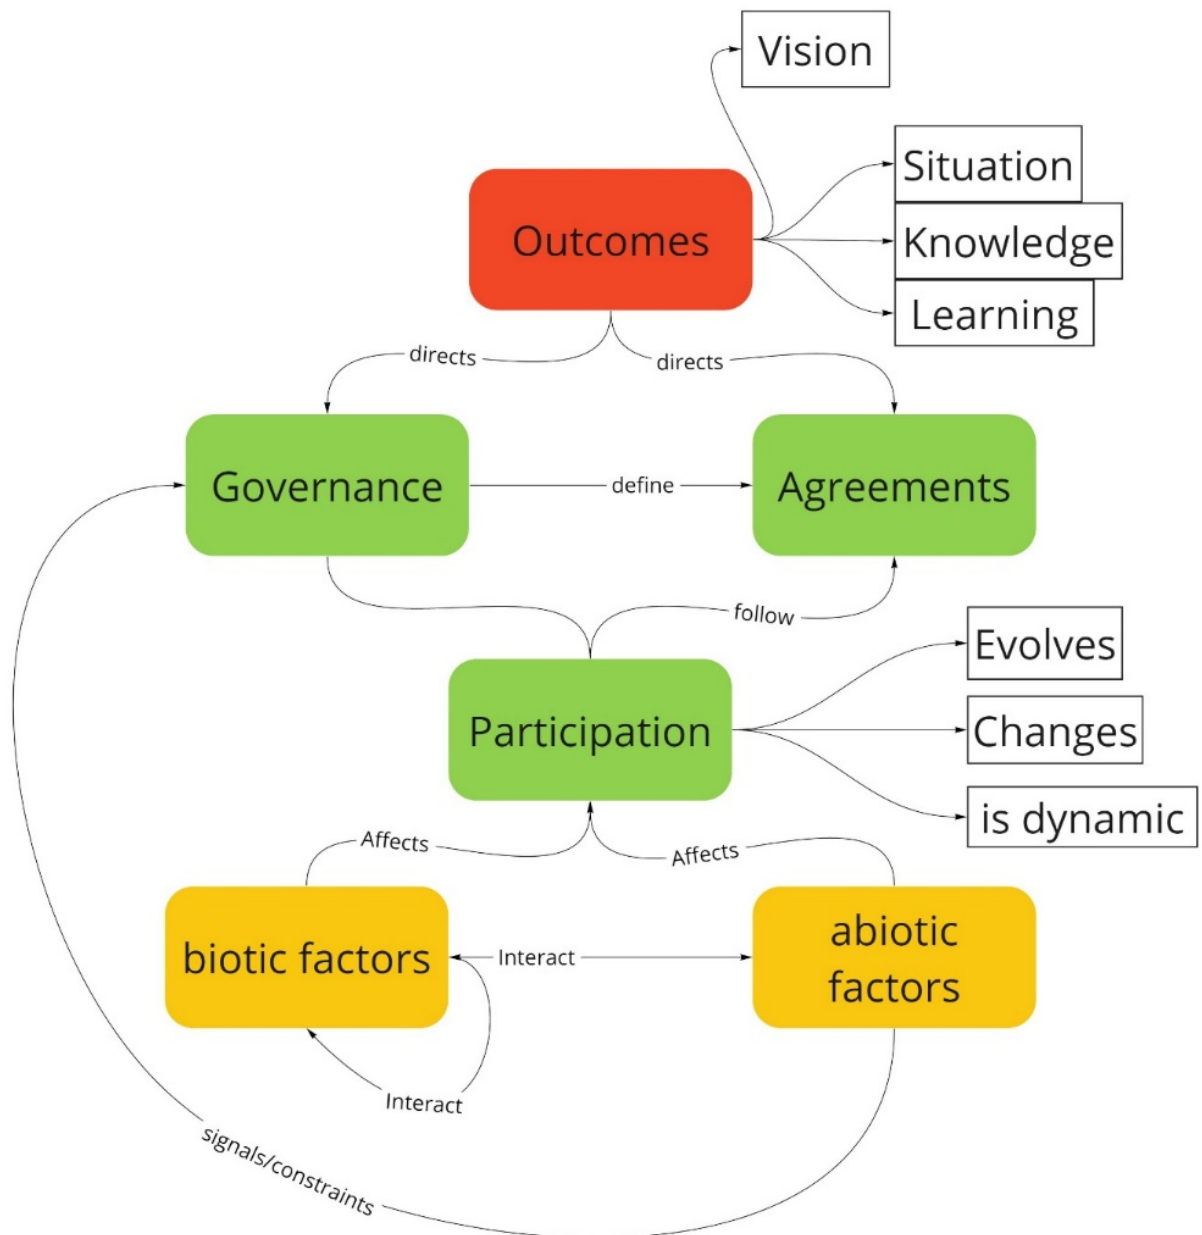 Vision
Situation
Outcomes
Knowledge
Learning
directs
directs
Governance
define
Agreements
follow
Evolves
Participation
Changes
is dynamic
Affects
Affects
biotic factors
Interact
abiotic
factors
Interact
signals/constraints